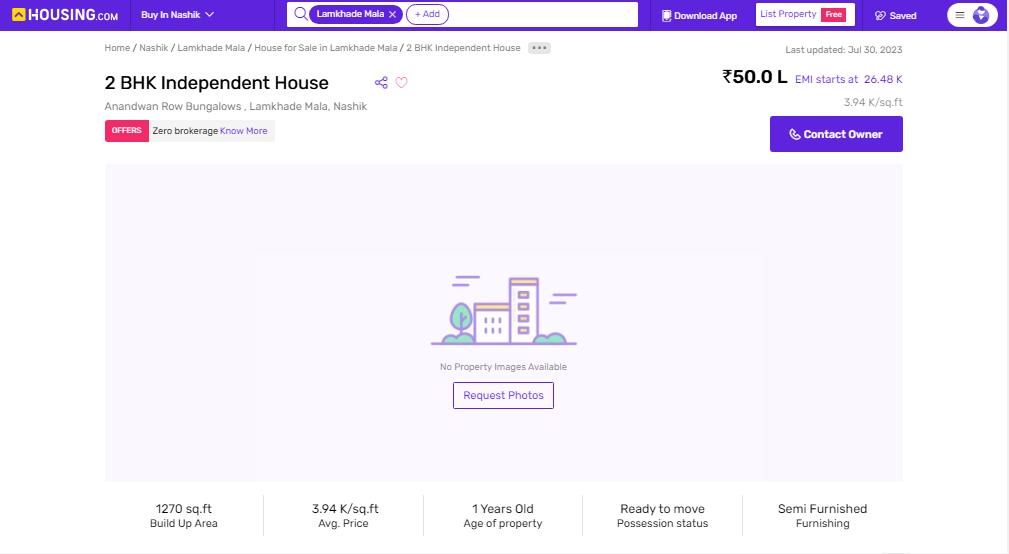 HOUSING.COM
Buy In Nashik
Lamkhade Mala
+ Add
Download App
List Property Free
Saved
Home / Nashik / Lamkhade Mala / House for Sale in Lamkhade Mala / 2 BHK Independent House
Last updated: Jul 30, 2023
2 BHK Independent House
₹50.0 L EMI starts at 26.48 K
Anandwan Row Bungalows , Lamkhade Mala, Nashik
3.94 K/sq.ft
OFFERS Zero brokerage Know More
Contact Owner
No Property Images Available
Request Photos
1270 sq.ft
Build Up Area
3.94 K/sq.ft
Avg. Price
1 Years Old
Age of property
Ready to move
Possession status
Semi Furnished
Furnishing